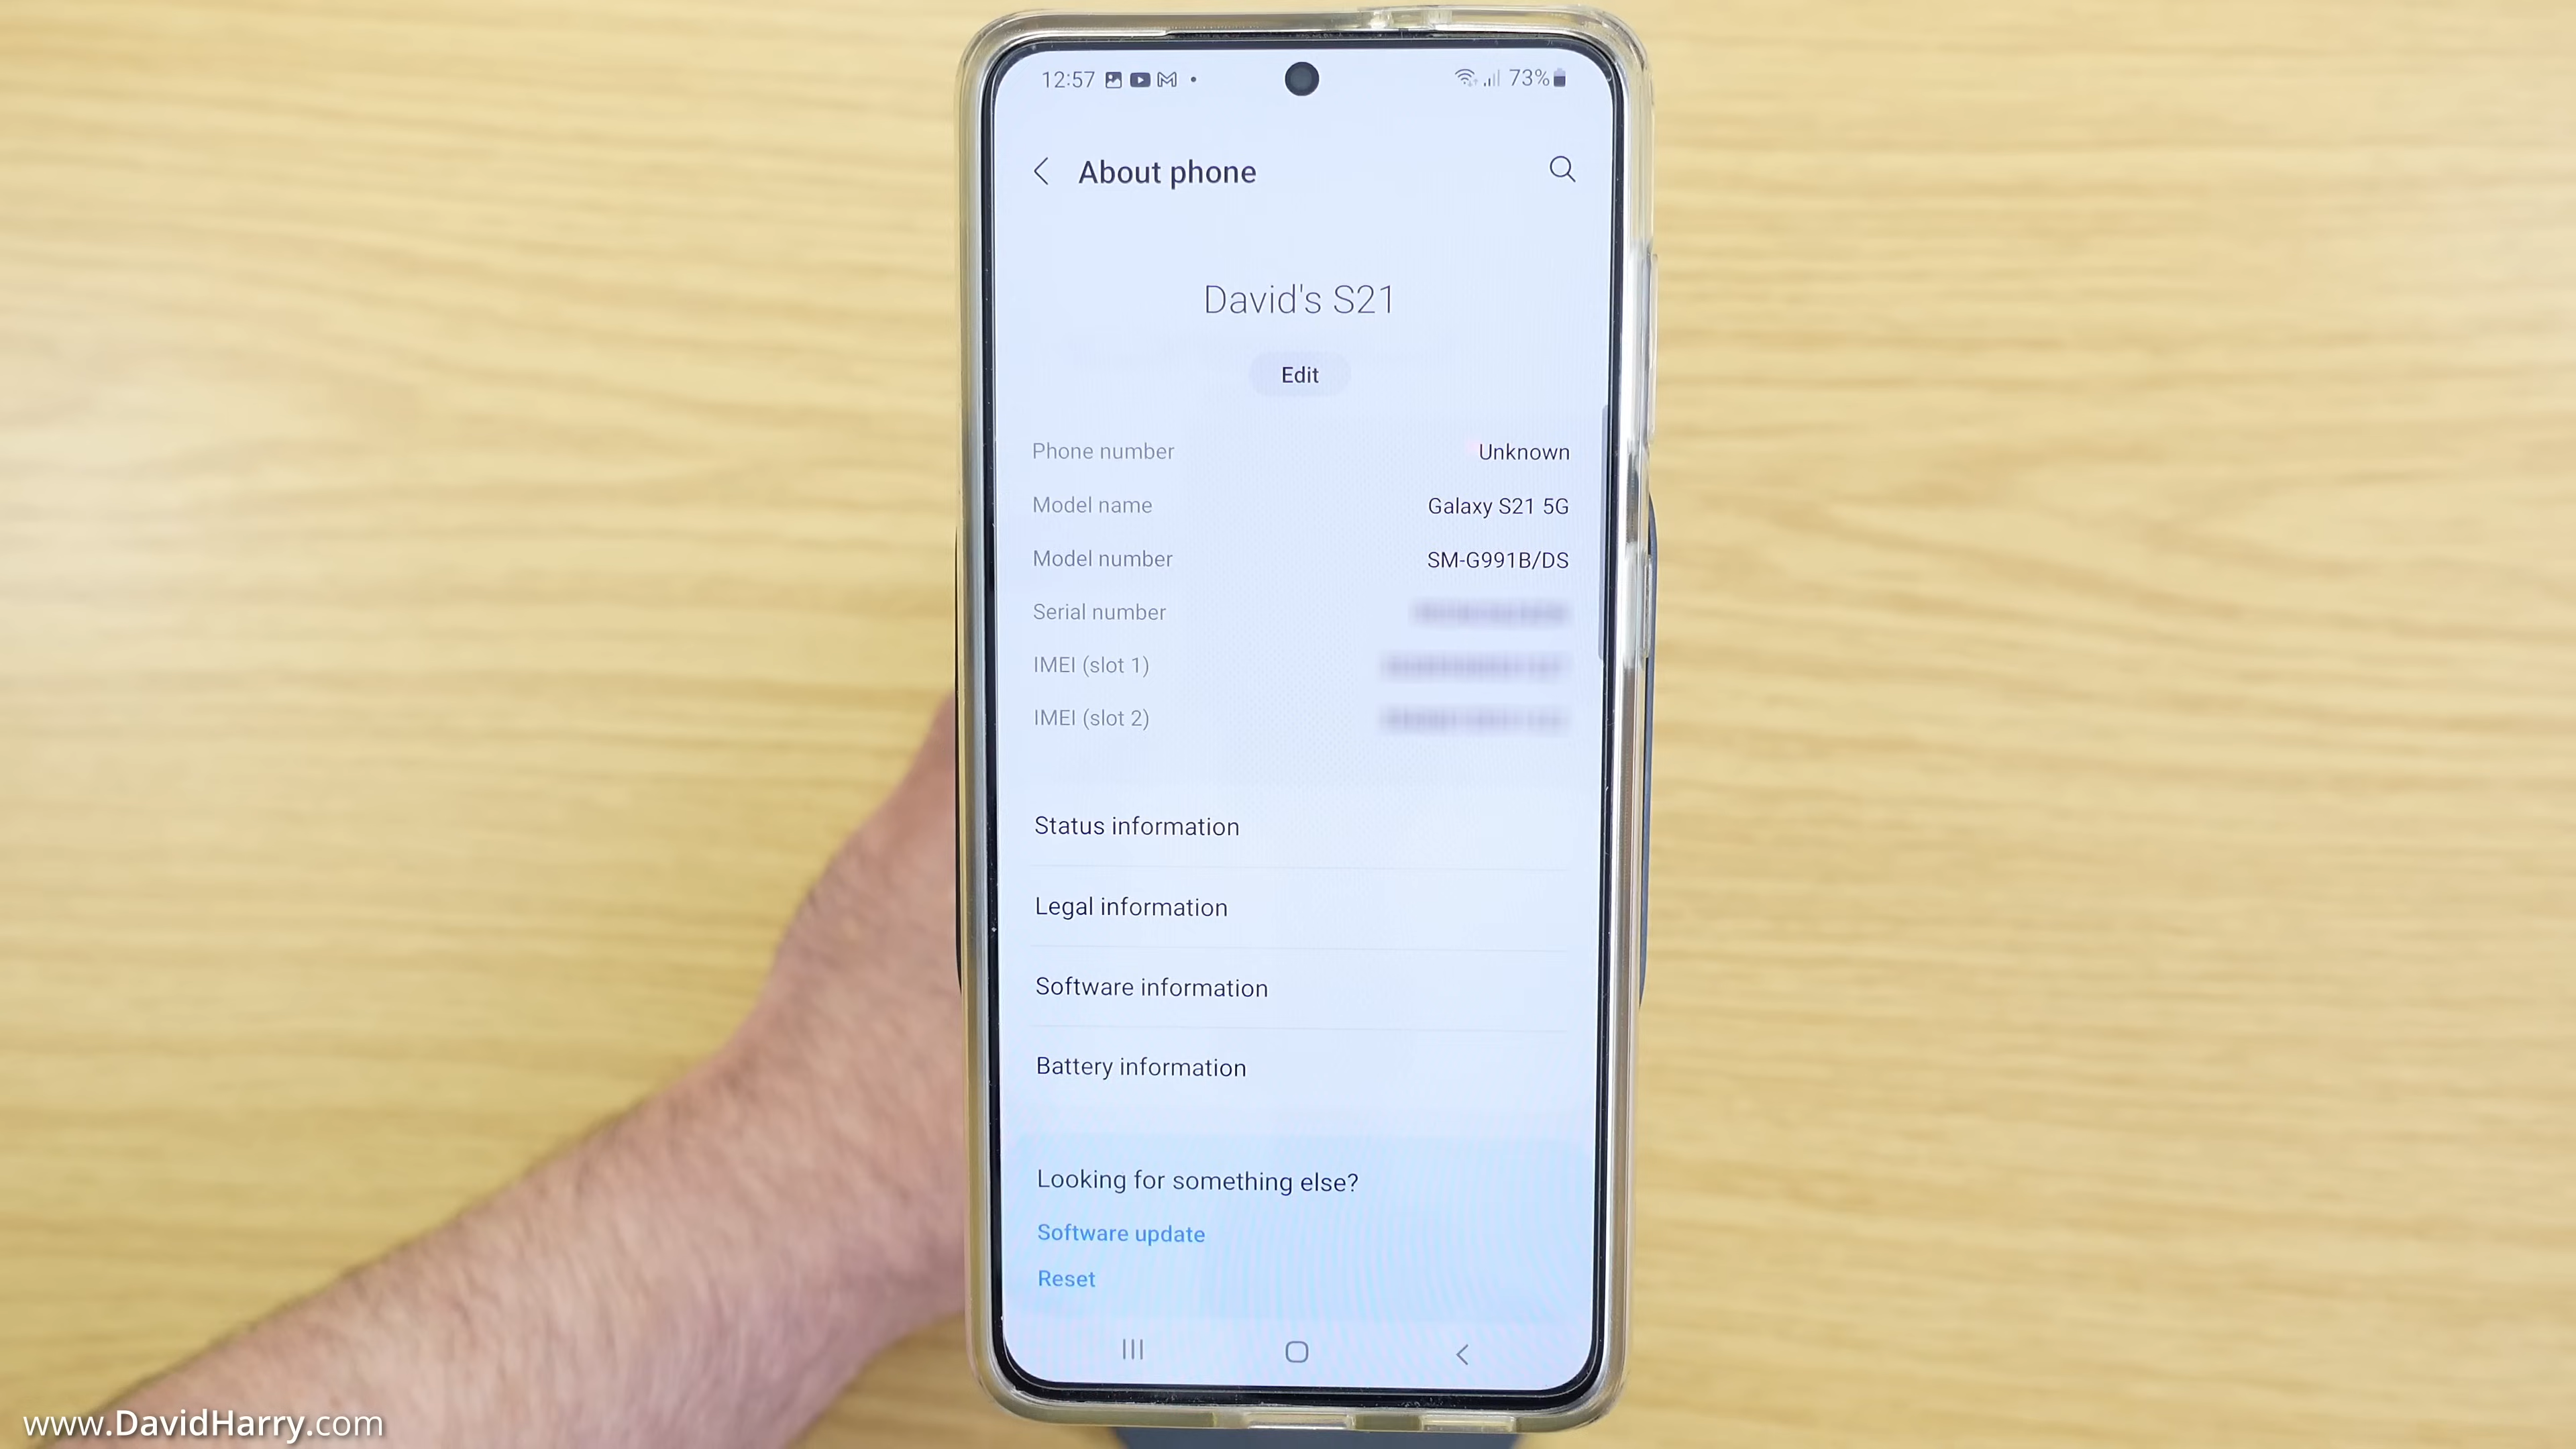 12:57 73%
About phone
David's S21
Edit
Phone number Unknown
Model name Galaxy S21 5G
Model number SM-G991B/DS
Serial number
IMEI (slot 1)
IMEI (slot 2)
Status information
Legal information
Software information
Battery information
Looking for something else?
Software update
Reset
www.DavidHarry.com